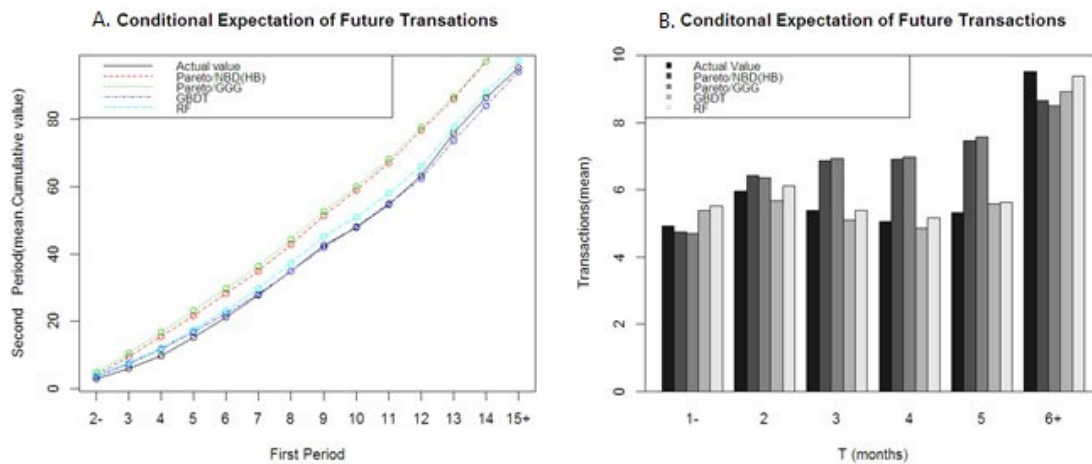 A. Conditional Expectation of Future Transations
Actual value
Pareto/NBD(HB)
Pareto/GGG
GBDT
RF
Second Period(mean.Cumulative value)
80
60
40
20
0
2- 3 4 5 6 7 8 9 10 11 12 13 14 15+
First Period
B. Conditonal Expectation of Future Transactions
Actual Value
Pareto/NBD(HB)
Pareto/GGG
GBDT
RF
Transactions(mean)
10
8
6
4
2
0
1- 2 3 4 5 6+
T (months)